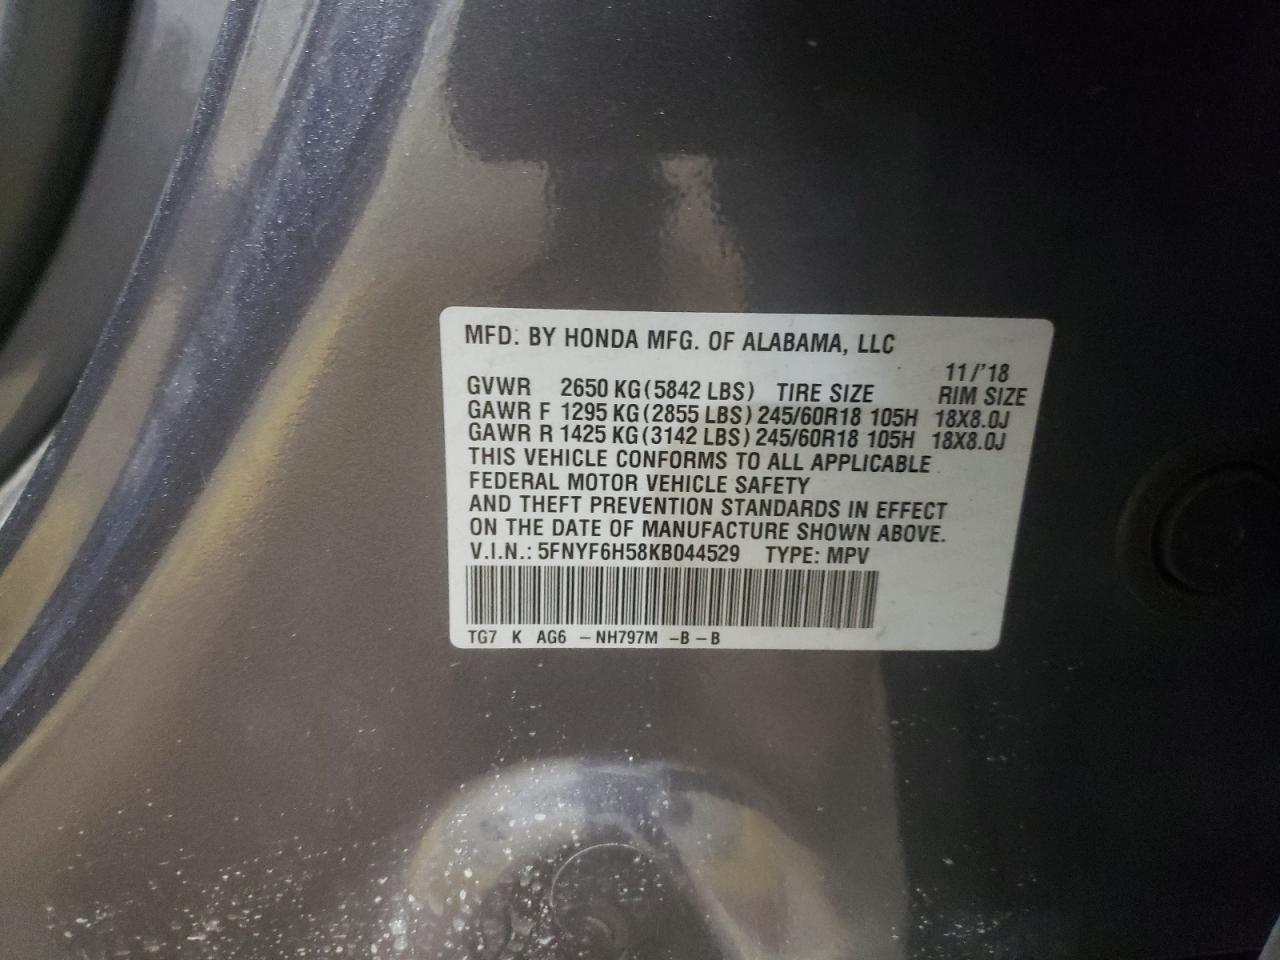 MFD. BY HONDA MFG. OF ALABAMA, LLC
11/'18
GVWR 2650 KG (5842 LBS) TIRE SIZE RIM SIZE
GAWR F 1295 KG (2855 LBS) 245/60R18 105H 18X8.0J
GAWR R 1425 KG (3142 LBS) 245/60R18 105H 18X8.0J
THIS VEHICLE CONFORMS TO ALL APPLICABLE
FEDERAL MOTOR VEHICLE SAFETY
AND THEFT PREVENTION STANDARDS IN EFFECT
ON THE DATE OF MANUFACTURE SHOWN ABOVE.
V.I.N.: 5FNYF6H58KB044529 TYPE: MPV
TG7 K AG6 -NH797M -B-B